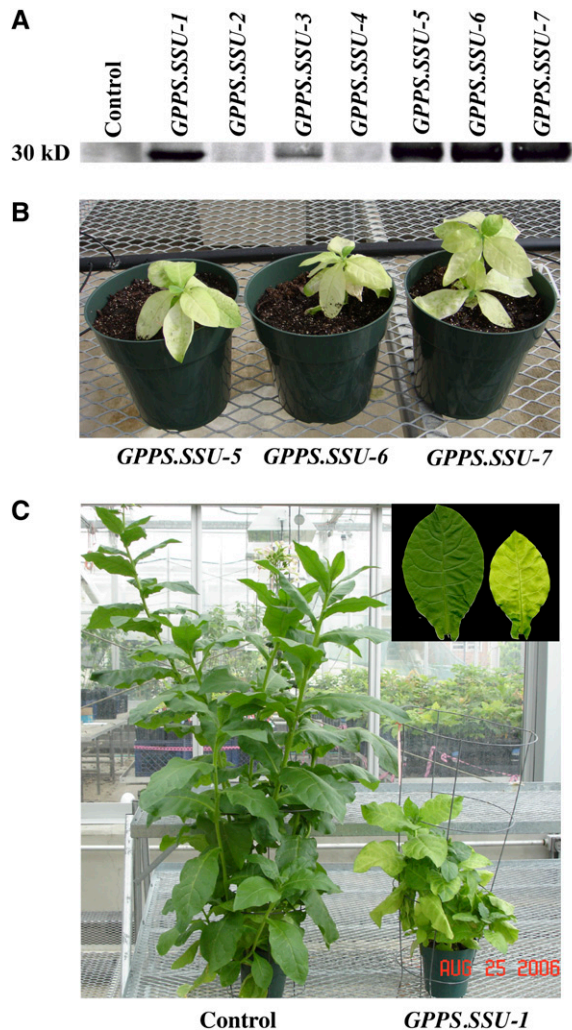 A
Control
GPPS.SSU-1
GPPS.SSU-2
GPPS.SSU-3
GPPS.SSU-4
GPPS.SSU-5
GPPS.SSU-6
GPPS.SSU-7
30 kD
B
GPPS.SSU-5 GPPS.SSU-6 GPPS.SSU-7
C
AUG 25 2006
Control GPPS.SSU-1